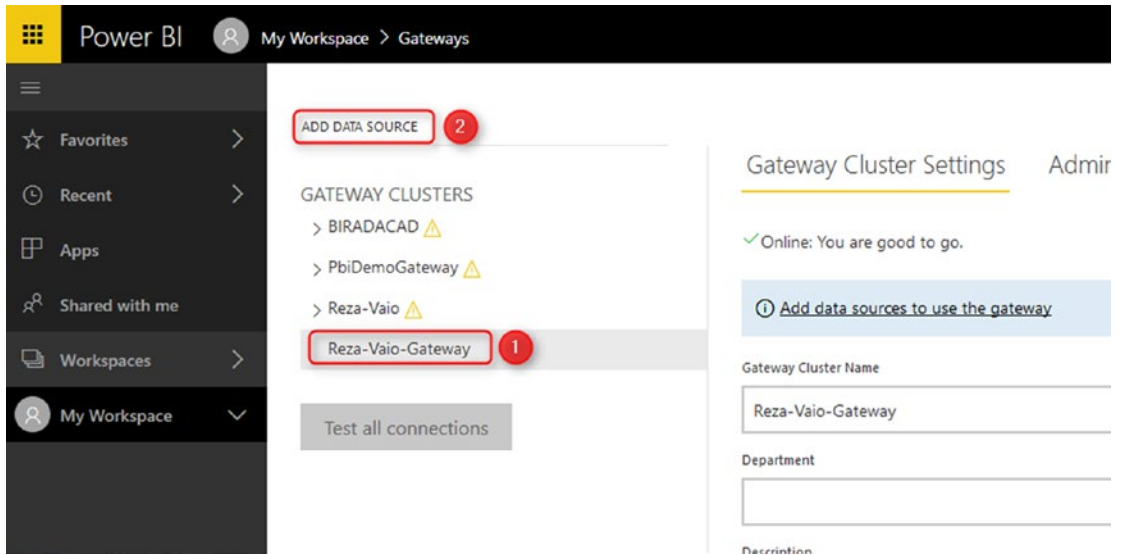 Power BI
My Workspace > Gateways
Favorites
Recent
Apps
Shared with me
Workspaces
My Workspace
ADD DATA SOURCE
2
GATEWAY CLUSTERS
BIRADACAD
PbiDemoGateway
Reza-Vaio
Reza-Vaio-Gateway
1
Test all connections
Gateway Cluster Settings Admin
Online: You are good to go.
Add data sources to use the gateway
Gateway Cluster Name
Reza-Vaio-Gateway
Department
Description